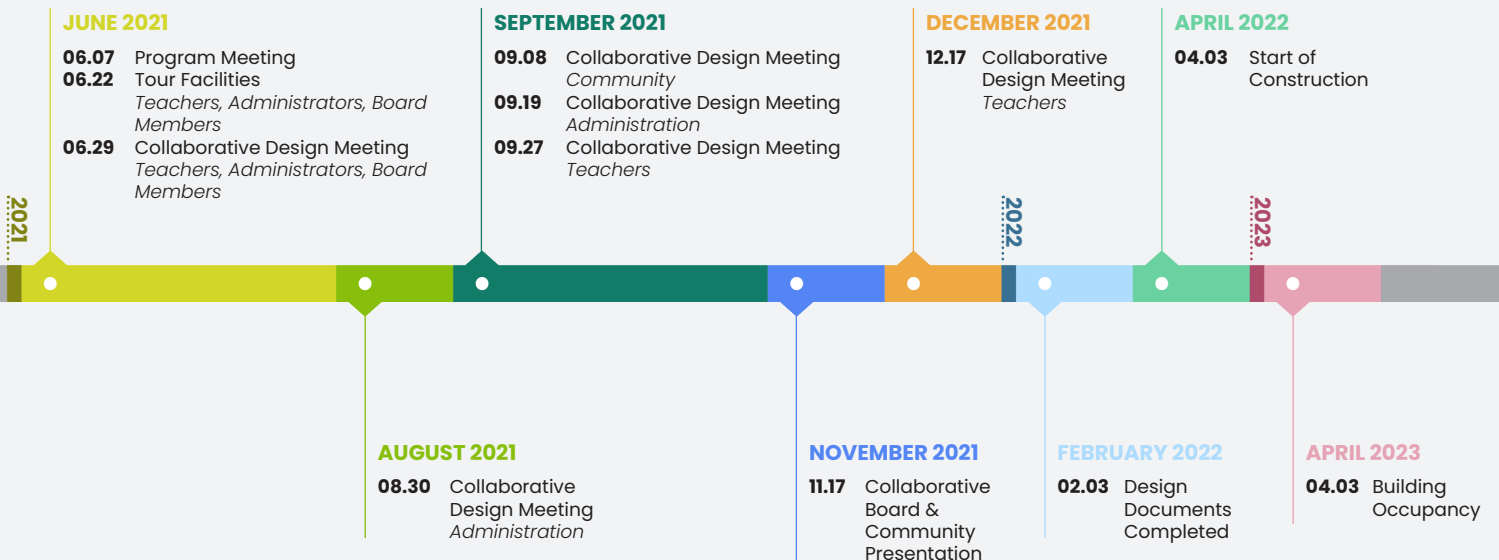 JUNE 2021
06.07 Program Meeting
06.22 Tour Facilities
Teachers, Administrators, Board
Members
06.29 Collaborative Design Meeting
Teachers, Administrators, Board
Members
SEPTEMBER 2021
09.08 Collaborative Design Meeting
Community
09.19 Collaborative Design Meeting
Administration
09.27 Collaborative Design Meeting
Teachers
DECEMBER 2021
12.17 Collaborative
Design Meeting
Teachers
APRIL 2022
04.03 Start of
Construction
2021
2022
2023
AUGUST 2021
08.30 Collaborative
Design Meeting
Administration
NOVEMBER 2021
11.17 Collaborative
Board &
Community
Presentation
FEBRUARY 2022
02.03 Design
Documents
Completed
APRIL 2023
04.03 Building
Occupancy